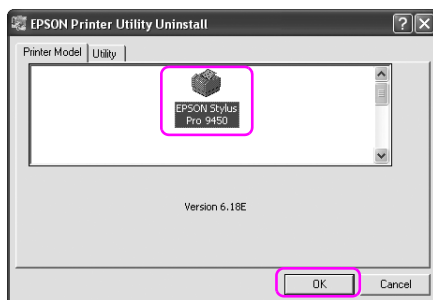 EPSON Printer Utility Uninstall
Printer Model
Utility
EPSON Stylus
Pro 9450
Version 6.18E
OK
Cancel